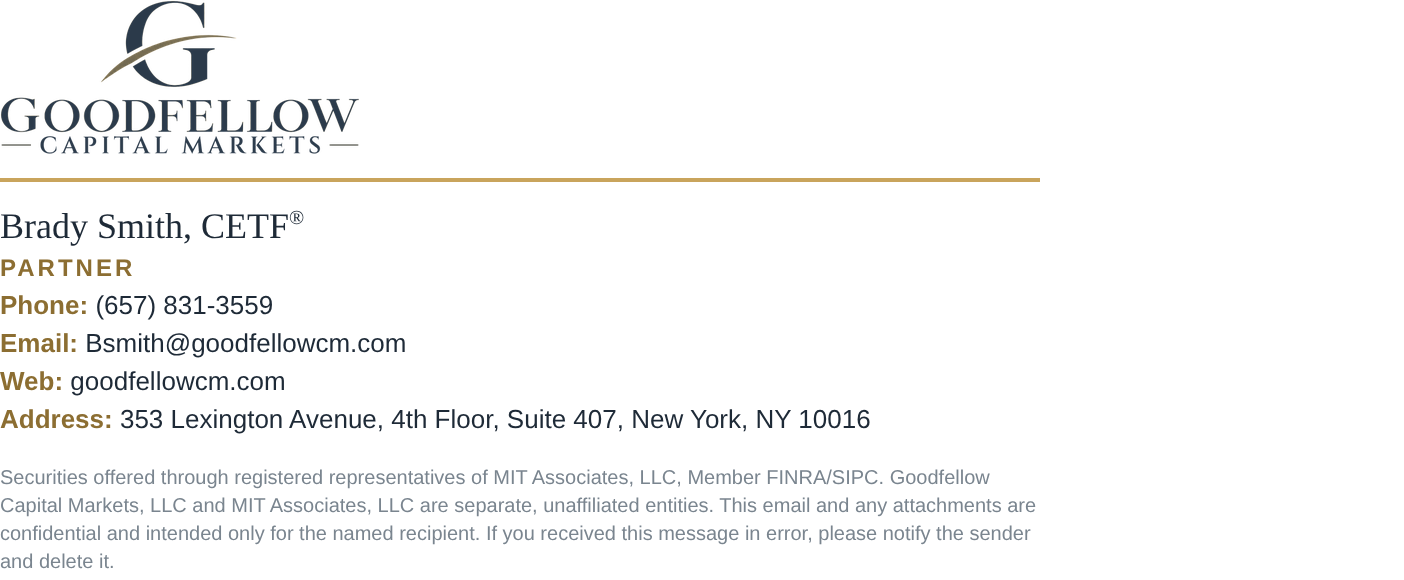 G
GOODFELLOW
CAPITAL MARKETS
Brady Smith, CETF®
PARTNER
Phone: (657) 831-3559
Email: Bsmith@goodfellowcm.com
Web: goodfellowcm.com
Address: 353 Lexington Avenue, 4th Floor, Suite 407, New York, NY 10016
Securities offered through registered representatives of MIT Associates, LLC, Member FINRA/SIPC. Goodfellow
Capital Markets, LLC and MIT Associates, LLC are separate, unaffiliated entities. This email and any attachments are
confidential and intended only for the named recipient. If you received this message in error, please notify the sender
and delete it.